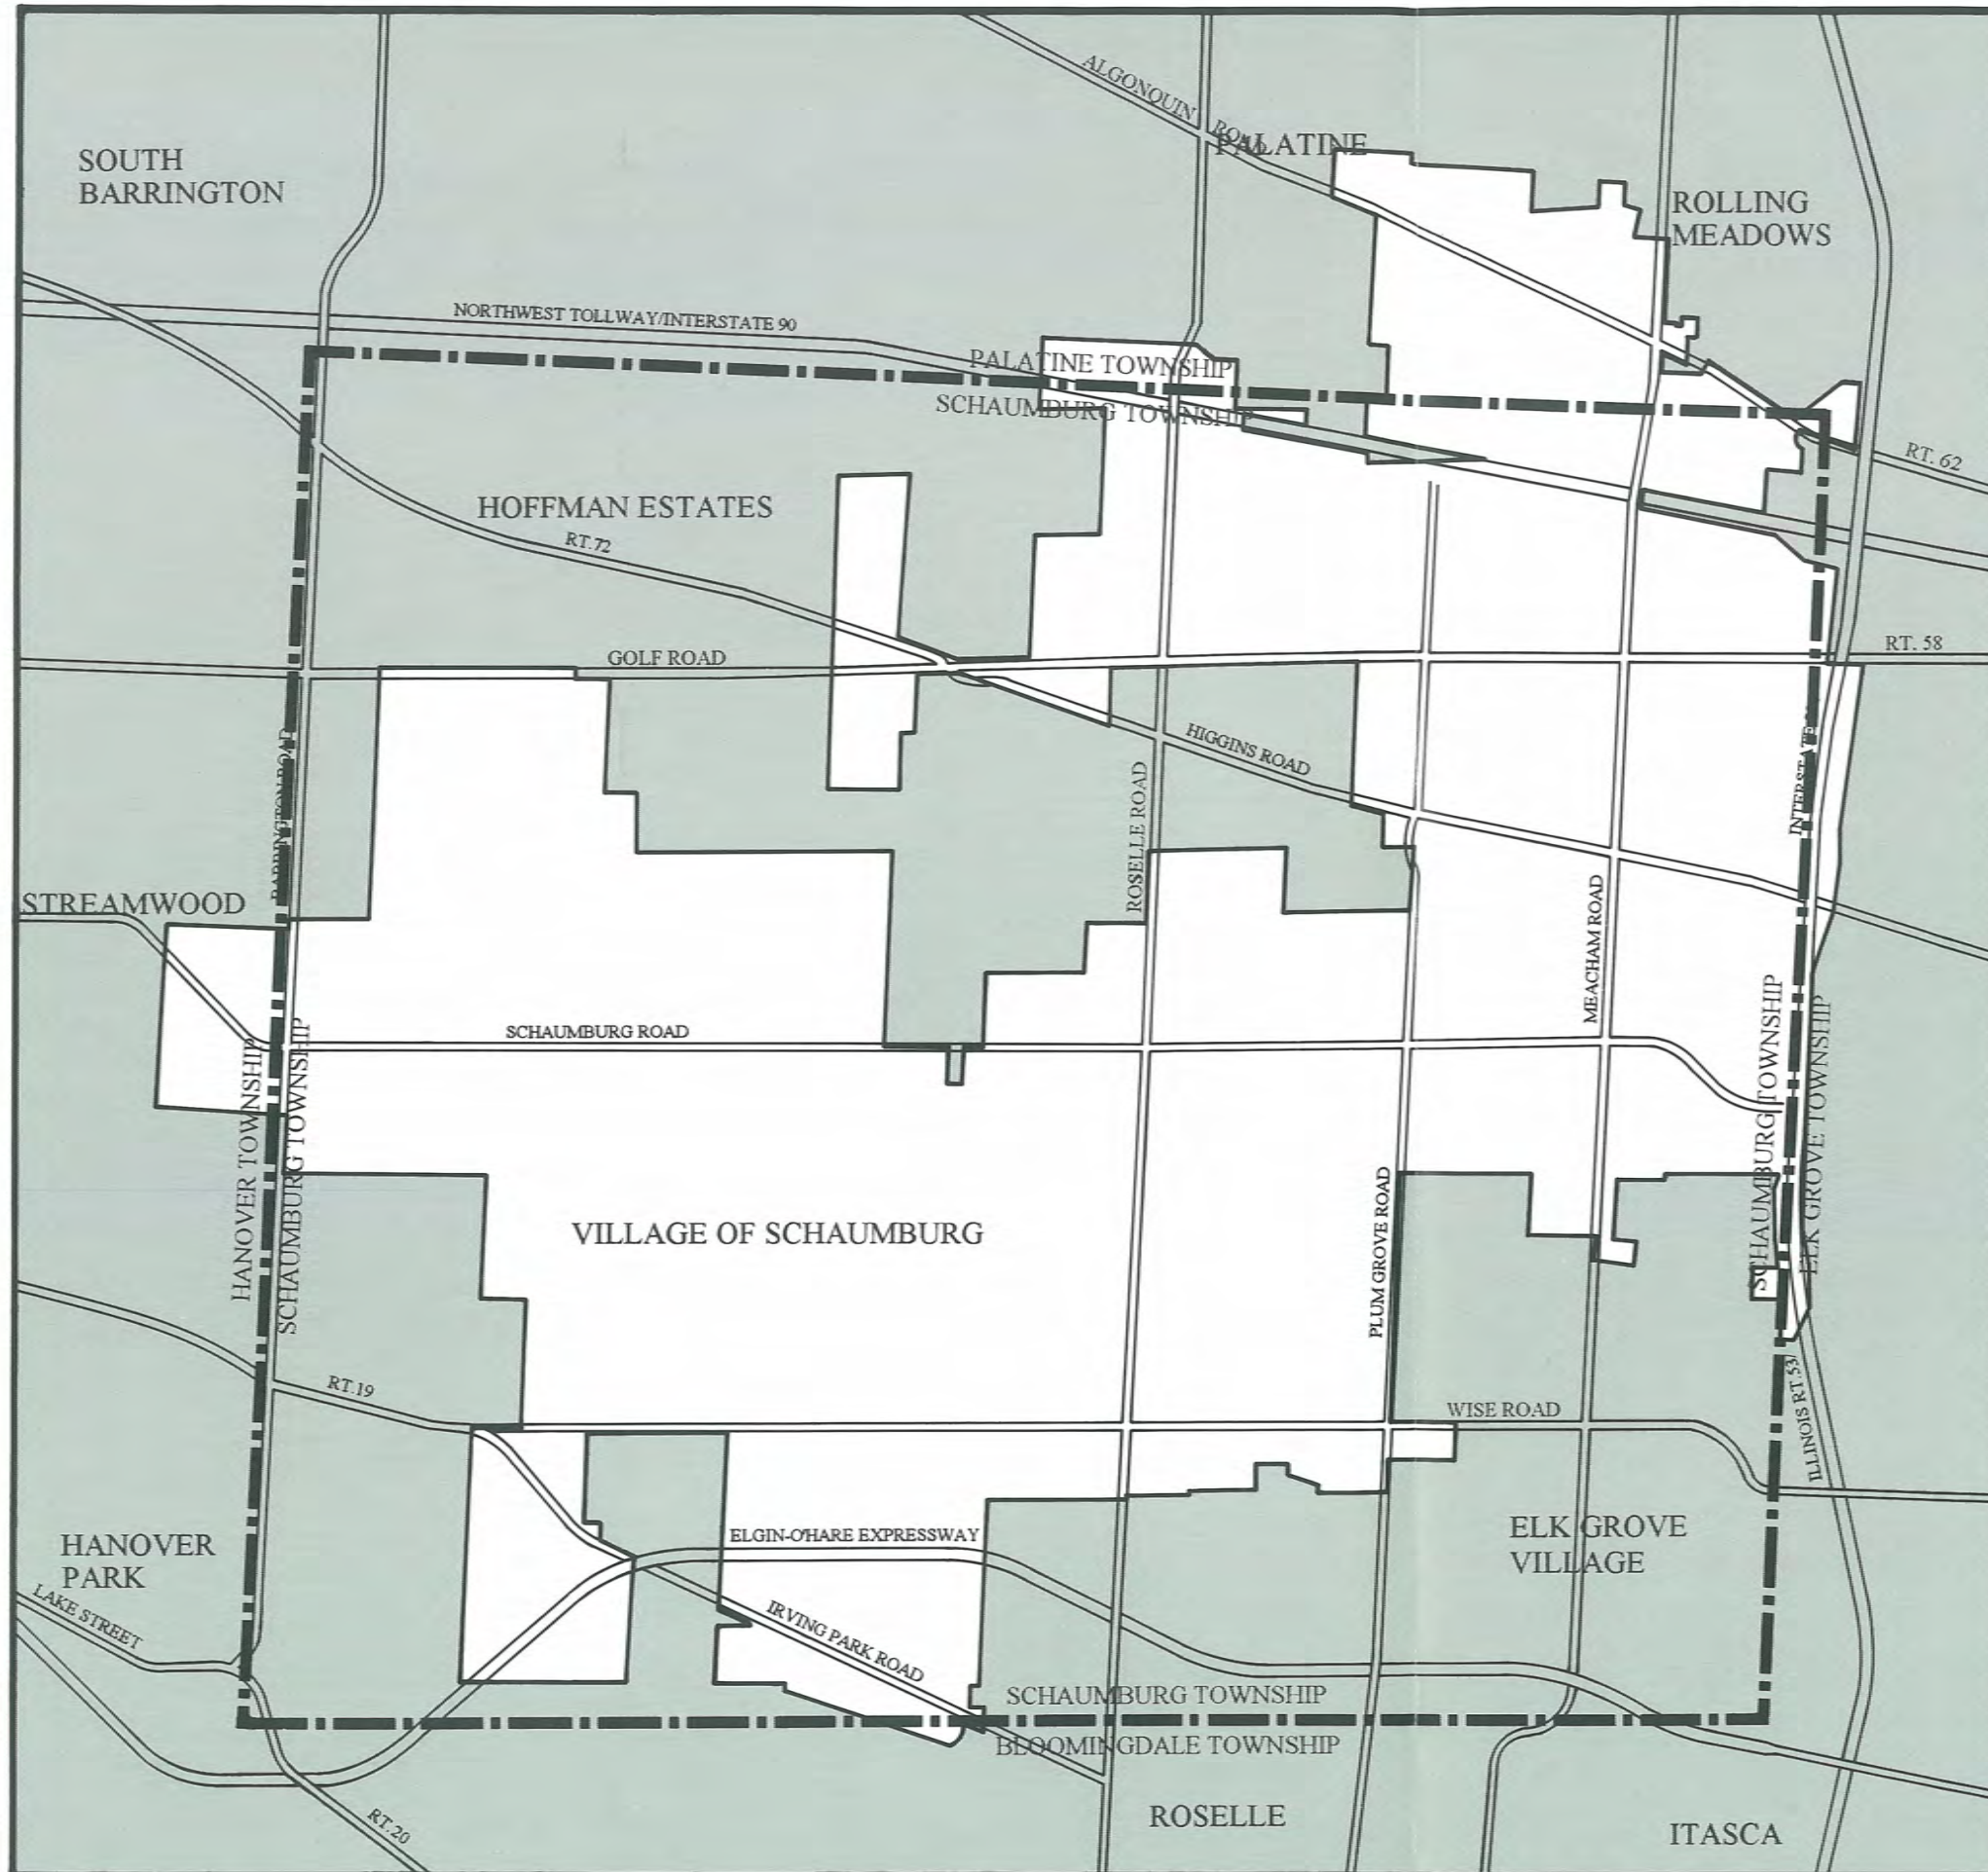 ALGONQUIN ROAD
PALATINE
SOUTH
BARRINGTON
ROLLING
MEADOWS
NORTHWEST TOLLWAY/INTERSTATE 90
PALATINE TOWNSHIP
SCHAUMBURG TOWNSHIP
RT. 62
HOFFMAN ESTATES
RT.72
RT. 58
GOLF ROAD
HIGGINS ROAD
BARRINGTON ROAD
INTERSTATE
ROSELLE ROAD
STREAMWOOD
MEACHAM ROAD
SCHAUMBURG ROAD
HANOVER TOWNSHIP
SCHAUMBURG TOWNSHIP
SCHAUMBURG TOWNSHIP
ELK GROVE TOWNSHIP
VILLAGE OF SCHAUMBURG
PLUM GROVE ROAD
RT.19
WISE ROAD
ILLINOIS RT.53/
HANOVER
PARK
ELGIN-O'HARE EXPRESSWAY
ELK GROVE
VILLAGE
LAKE STREET
IRVING PARK ROAD
SCHAUMBURG TOWNSHIP
BLOOMINGDALE TOWNSHIP
RT.20
ROSELLE
ITASCA